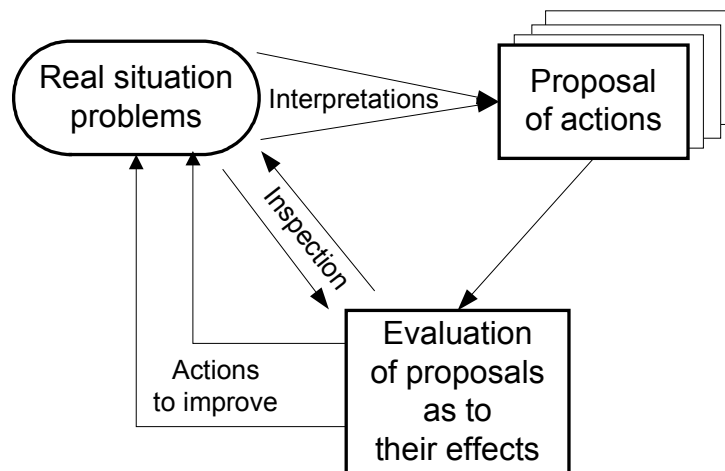 Real situation
problems
Interpretations
Proposal
of actions
Inspection
Actions
to improve
Evaluation
of proposals
as to
their effects